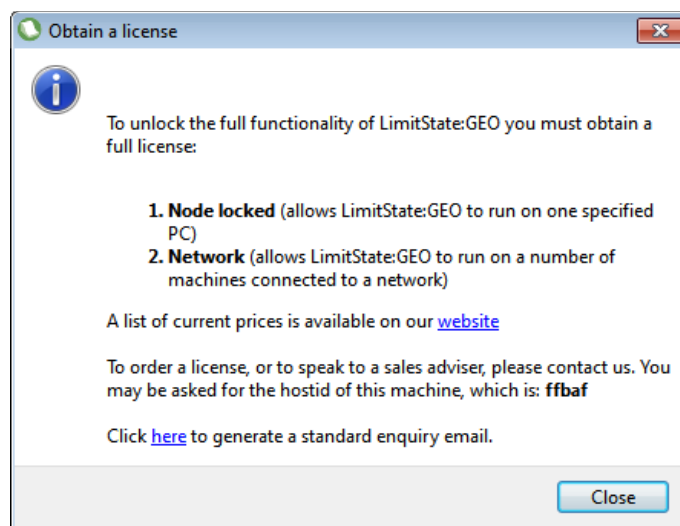 Obtain a license
To unlock the full functionality of LimitState:GEO you must obtain a
full license:
1. Node locked (allows LimitState:GEO to run on one specified
PC)
2. Network (allows LimitState:GEO to run on a number of
machines connected to a network)
A list of current prices is available on our website
To order a license, or to speak to a sales adviser, please contact us. You
may be asked for the hostid of this machine, which is: ffbaf
Click here to generate a standard enquiry email.
Close